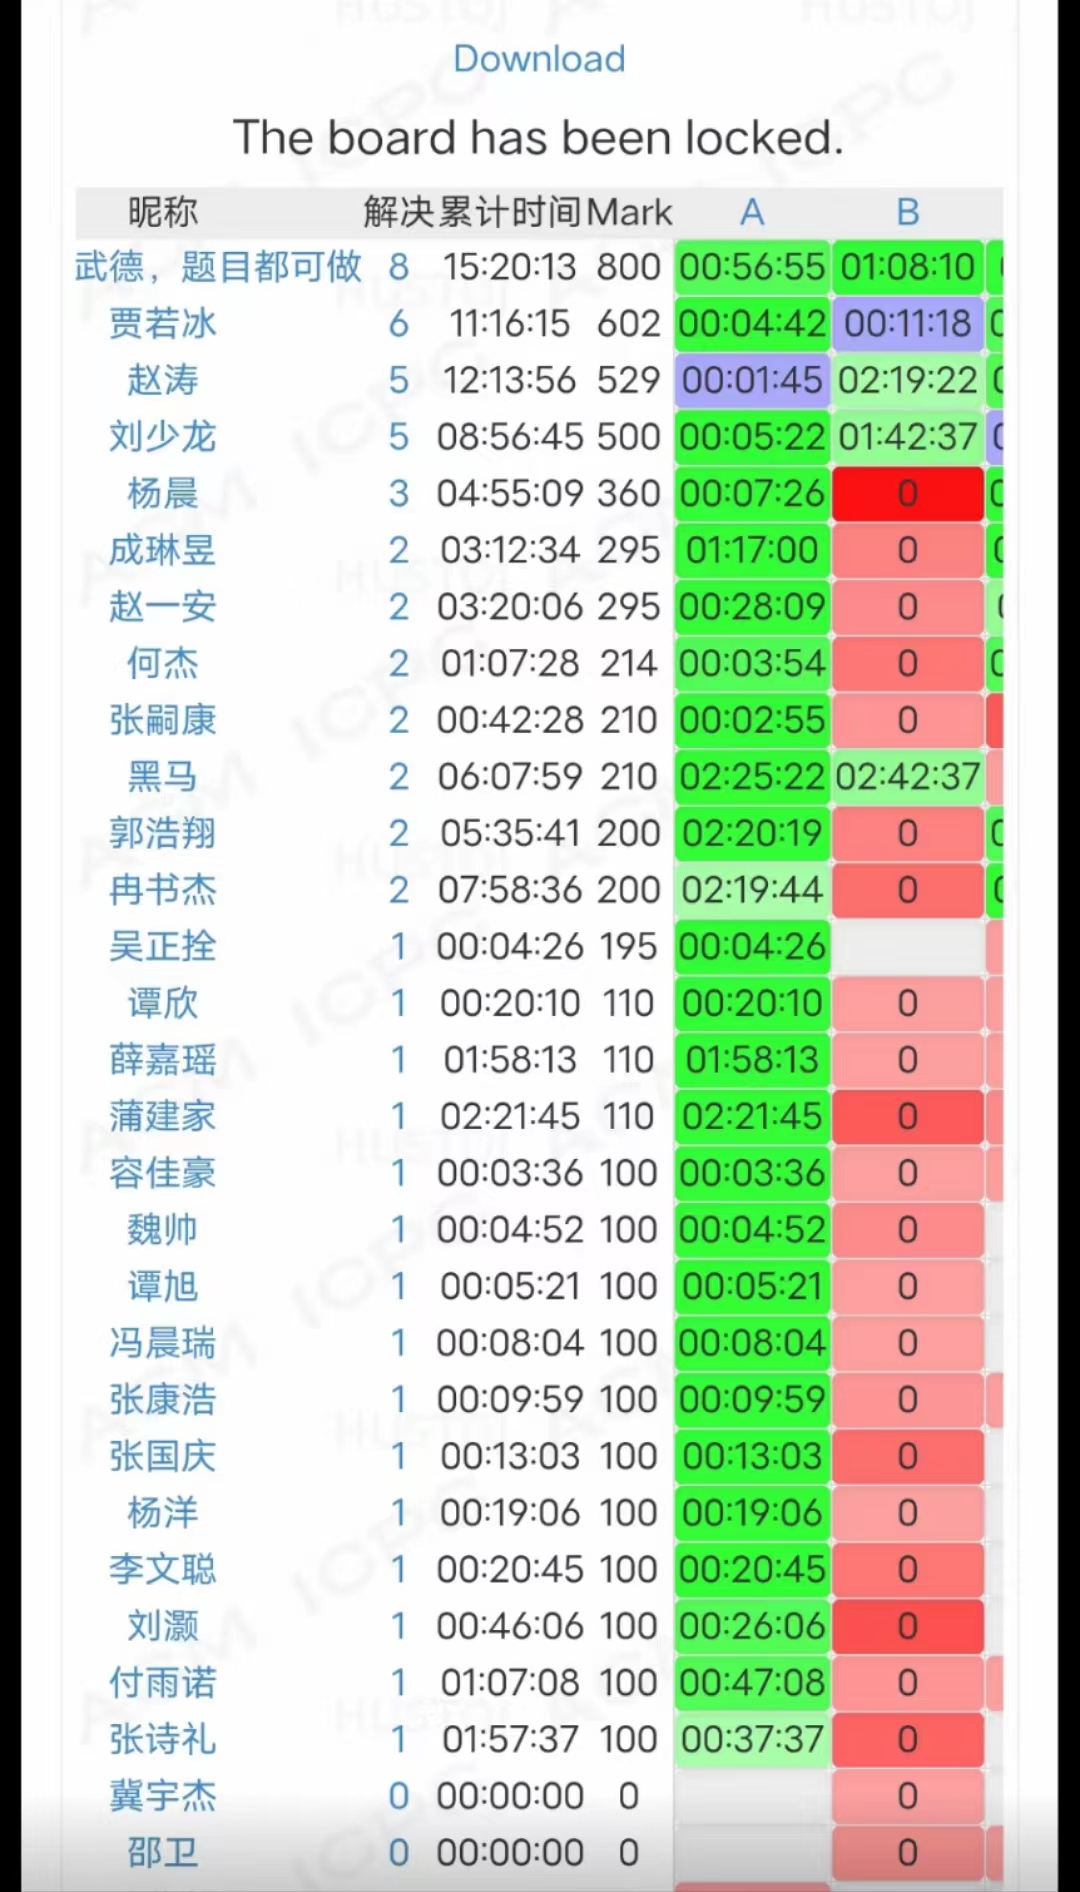 Download
The board has been locked.
昵称 解决 累计时间 Mark A B
武德，题目都可做 8 15:20:13 800 00:56:55 01:08:10
贾若冰 6 11:16:15 602 00:04:42 00:11:18
赵涛 5 12:13:56 529 00:01:45 02:19:22
刘少龙 5 08:56:45 500 00:05:22 01:42:37
杨晨 3 04:55:09 360 00:07:26 0
成琳昱 2 03:12:34 295 01:17:00 0
赵一安 2 03:20:06 295 00:28:09 0
何杰 2 01:07:28 214 00:03:54 0
张嗣康 2 00:42:28 210 00:02:55 0
黑马 2 06:07:59 210 02:25:22 02:42:37
郭浩翔 2 05:35:41 200 02:20:19 0
冉书杰 2 07:58:36 200 02:19:44 0
吴正拴 1 00:04:26 195 00:04:26
谭欣 1 00:20:10 110 00:20:10 0
薛嘉瑶 1 01:58:13 110 01:58:13 0
蒲建家 1 02:21:45 110 02:21:45 0
容佳豪 1 00:03:36 100 00:03:36 0
魏帅 1 00:04:52 100 00:04:52 0
谭旭 1 00:05:21 100 00:05:21 0
冯晨瑞 1 00:08:04 100 00:08:04 0
张康浩 1 00:09:59 100 00:09:59 0
张国庆 1 00:13:03 100 00:13:03 0
杨洋 1 00:19:06 100 00:19:06 0
李文聪 1 00:20:45 100 00:20:45 0
刘灏 1 00:46:06 100 00:26:06 0
付雨诺 1 01:07:08 100 00:47:08 0
张诗礼 1 01:57:37 100 00:37:37 0
冀宇杰 0 00:00:00 0 0
邵卫 0 00:00:00 0 0